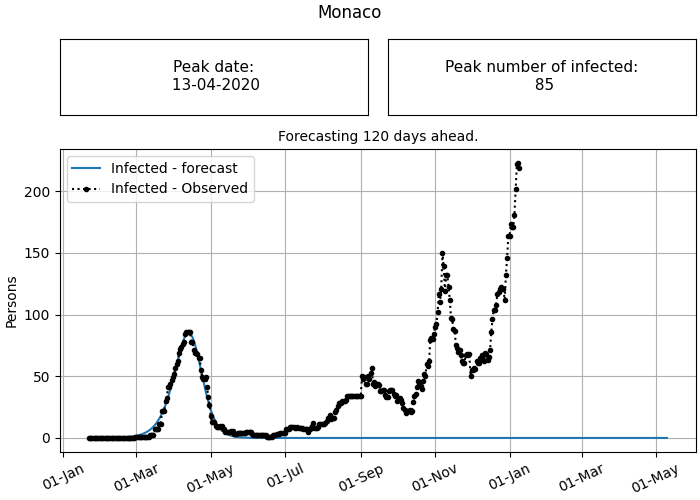 Monaco
Peak date:
13-04-2020
Peak number of infected:
85
Forecasting 120 days ahead.
Infected - forecast
Infected - Observed
Persons
200
150
100
50
0
01-Jan
01-Mar
01-May
01-Jul
01-Sep
01-Nov
01-Jan
01-Mar
01-May